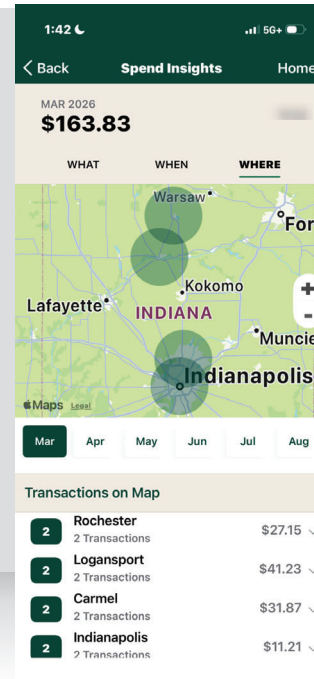 1:42
5G+
Back Spend Insights Home
MAR 2026
$163.83
WHAT WHEN WHERE
Warsaw
Kokomo
Lafayette
INDIANA
Muncie
Indianapolis
Maps Legal
Mar Apr May Jun Jul Aug
Transactions on Map
2 Rochester $27.15
2 Transactions
2 Logansport $41.23
2 Transactions
2 Carmel $31.87
2 Transactions
2 Indianapolis $11.21
2 Transactions